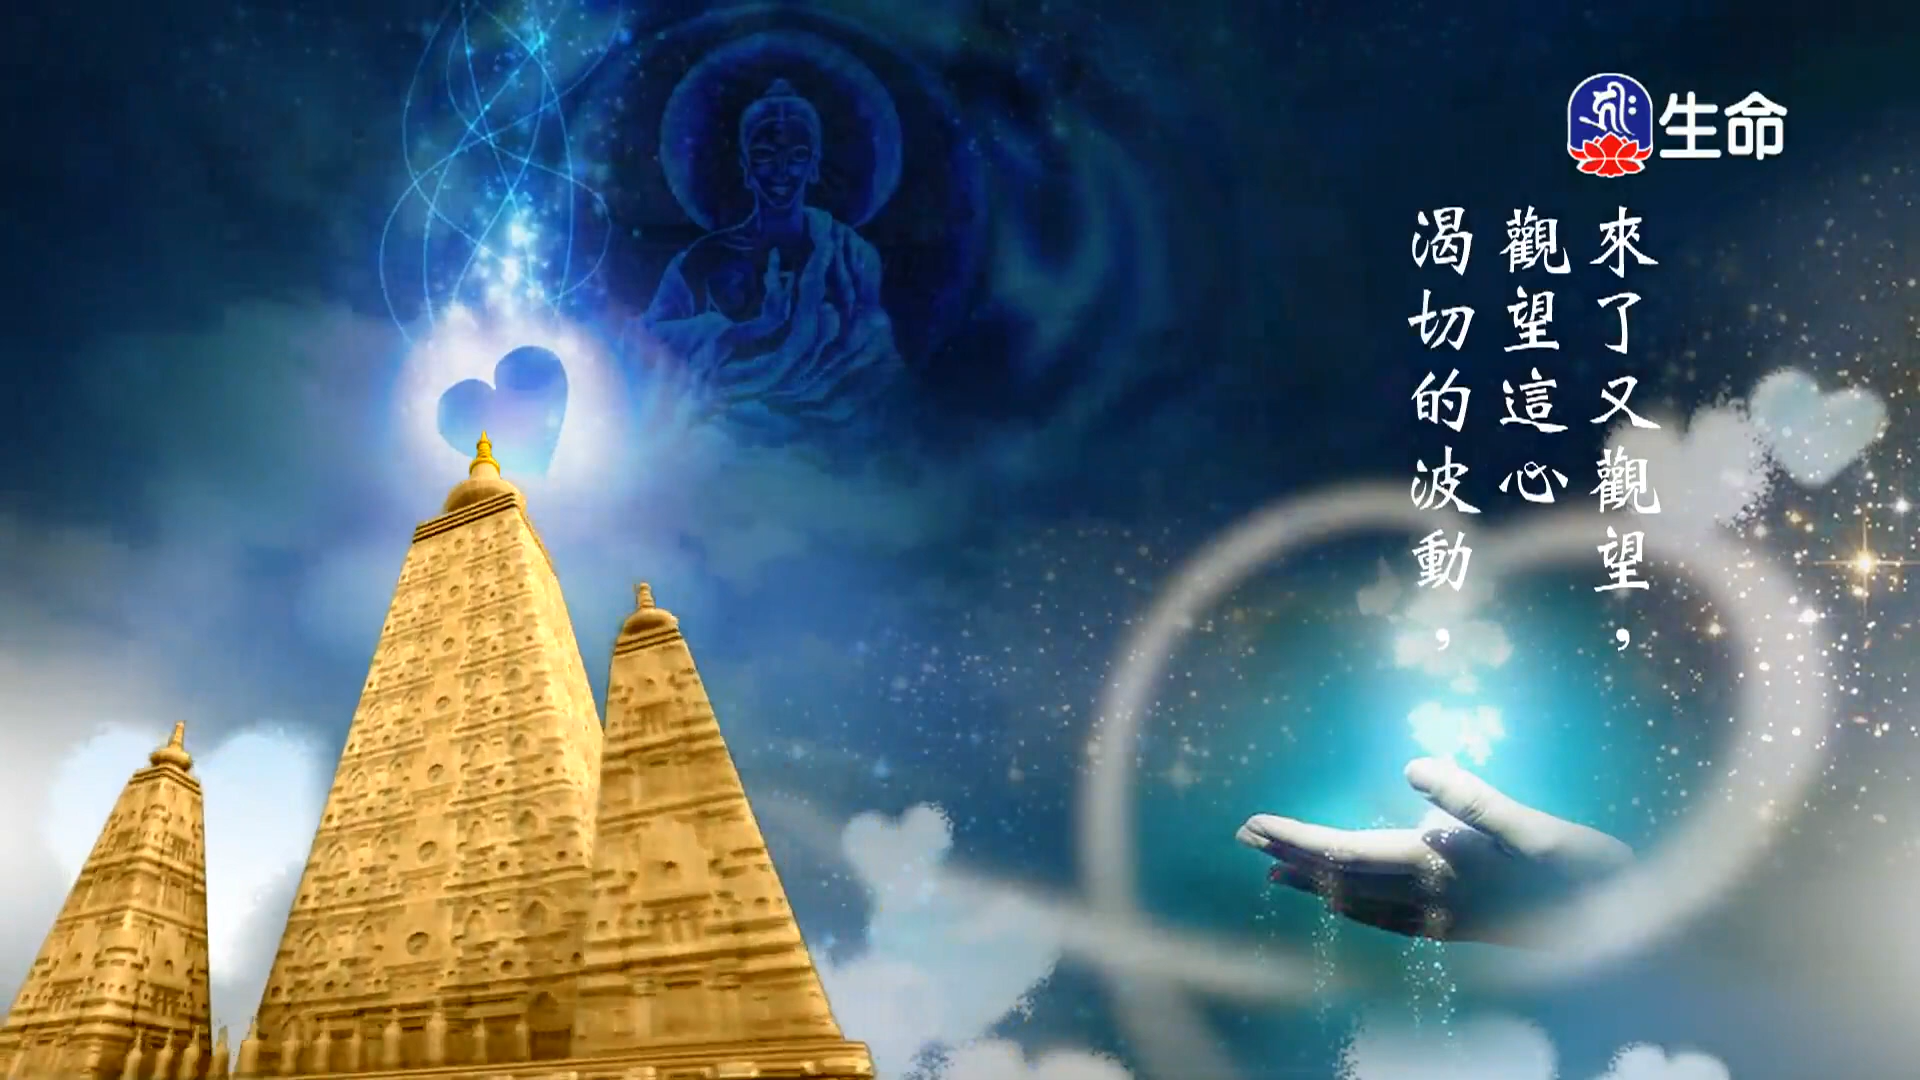 生命
來了又觀望，
觀望這心
渴切的波動，